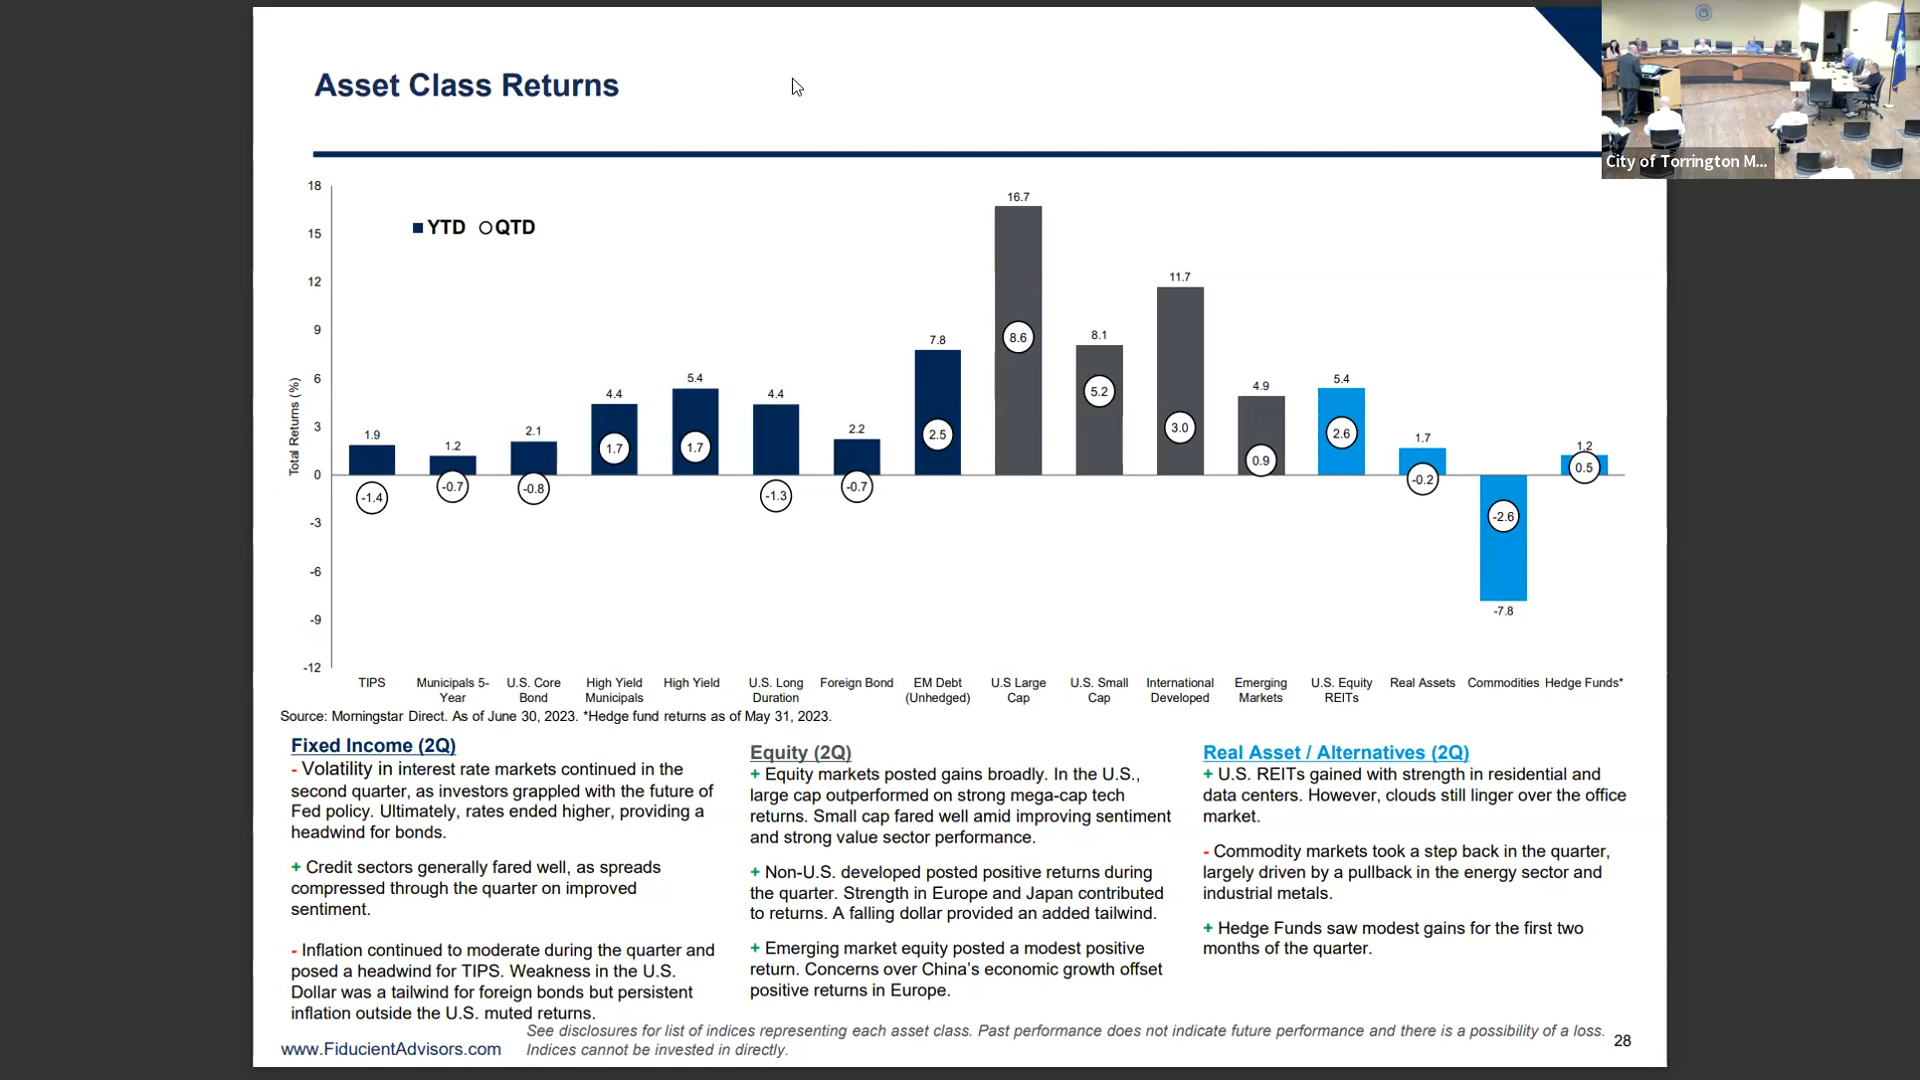 Asset Class Returns
City of Torrington M...
YTD QTD
Total Returns (%)
18
15
12
9
6
3
0
-3
-6
-9
-12
1.9
1.2
2.1
4.4
5.4
4.4
2.2
7.8
16.7
8.1
11.7
4.9
5.4
1.7
-7.8
1.2
-1.4
-0.7
-0.8
1.7
1.7
-1.3
-0.7
2.5
8.6
5.2
3.0
0.9
2.6
-0.2
-2.6
0.5
TIPS
Municipals 5-
Year
U.S. Core
Bond
High Yield
Municipals
High Yield
U.S. Long
Duration
Foreign Bond
EM Debt
(Unhedged)
U.S Large
Cap
U.S. Small
Cap
International
Developed
Emerging
Markets
U.S. Equity
REITs
Real Assets
Commodities
Hedge Funds*
Source: Morningstar Direct. As of June 30, 2023. *Hedge fund returns as of May 31, 2023.
Fixed Income (2Q)
- Volatility in interest rate markets continued in the
second quarter, as investors grappled with the future of
Fed policy. Ultimately, rates ended higher, providing a
headwind for bonds.
+ Credit sectors generally fared well, as spreads
compressed through the quarter on improved
sentiment.
- Inflation continued to moderate during the quarter and
posed a headwind for TIPS. Weakness in the U.S.
Dollar was a tailwind for foreign bonds but persistent
inflation outside the U.S. muted returns.
Equity (2Q)
+ Equity markets posted gains broadly. In the U.S.,
large cap outperformed on strong mega-cap tech
returns. Small cap fared well amid improving sentiment
and strong value sector performance.
+ Non-U.S. developed posted positive returns during
the quarter. Strength in Europe and Japan contributed
to returns. A falling dollar provided an added tailwind.
+ Emerging market equity posted a modest positive
return. Concerns over China's economic growth offset
positive returns in Europe.
Real Asset / Alternatives (2Q)
+ U.S. REITs gained with strength in residential and
data centers. However, clouds still linger over the office
market.
- Commodity markets took a step back in the quarter,
largely driven by a pullback in the energy sector and
industrial metals.
+ Hedge Funds saw modest gains for the first two
months of the quarter.
See disclosures for list of indices representing each asset class. Past performance does not indicate future performance and there is a possibility of a loss.
Indices cannot be invested in directly.
www.FiducientAdvisors.com
28